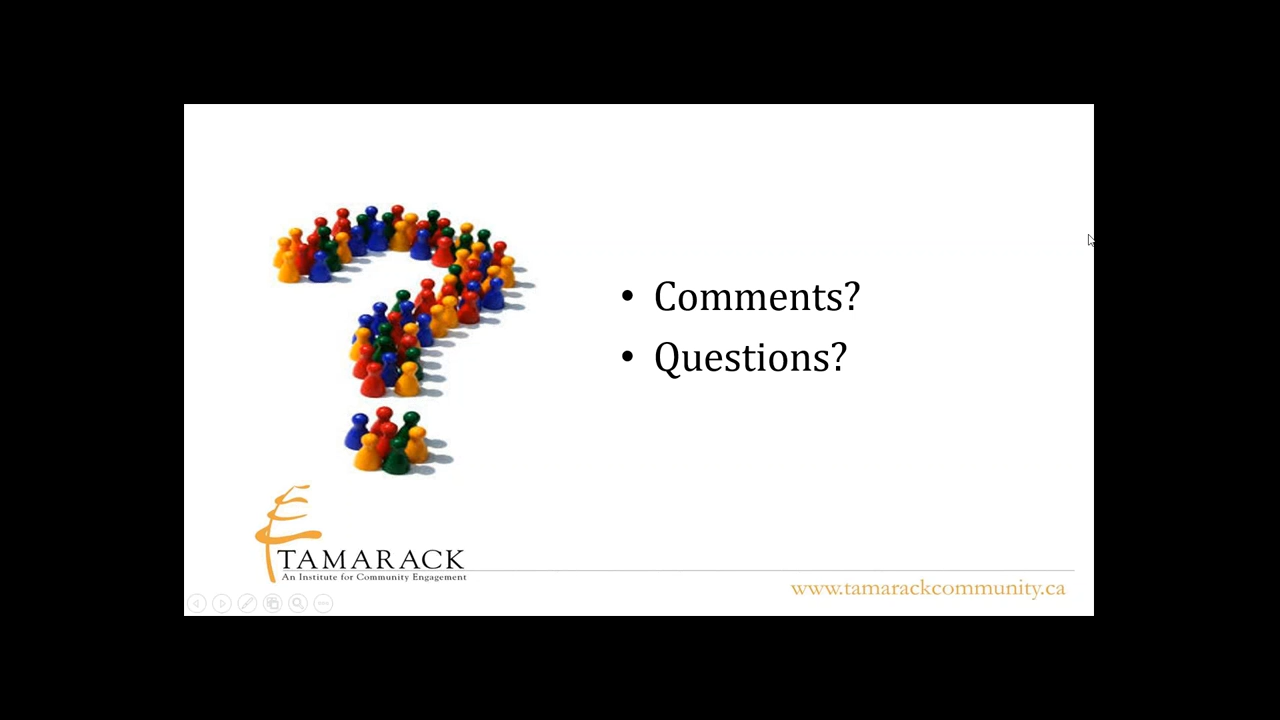 • Comments?
• Questions?
TAMARACK
An Institute for Community Engagement
www.tamarackcommunity.ca